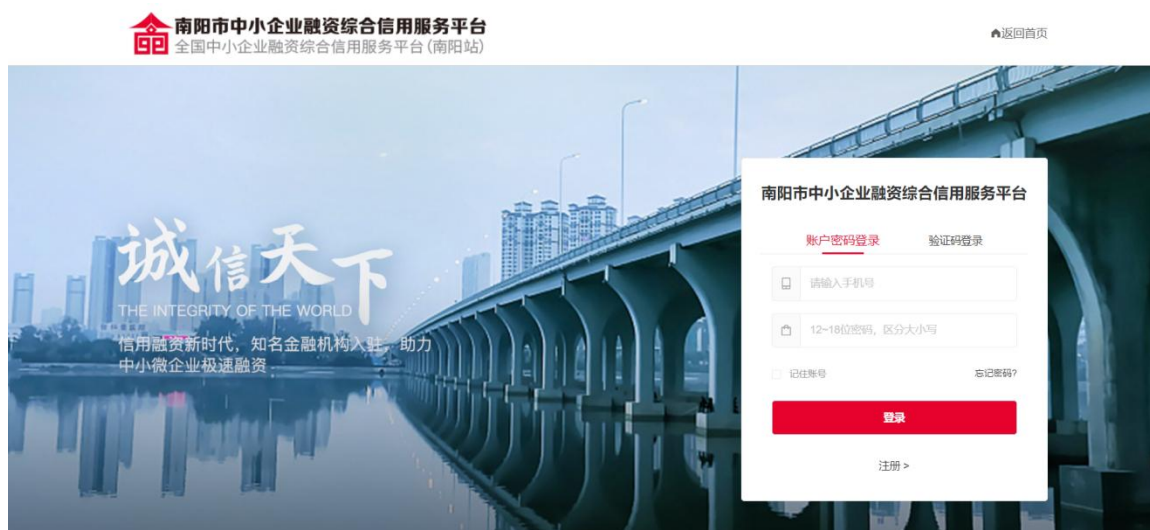 南阳市中小企业融资综合信用服务平台
全国中小企业融资综合信用服务平台(南阳站)
返回首页
诚信天下
THE INTEGRITY OF THE WORLD
信用融资新时代,知名金融机构入驻,助力
中小微企业极速融资
南阳市中小企业融资综合信用服务平台
账户密码登录 验证码登录
请输入手机号
12~18位密码,区分大小写
记住账号 忘记密码?
登录
注册 >